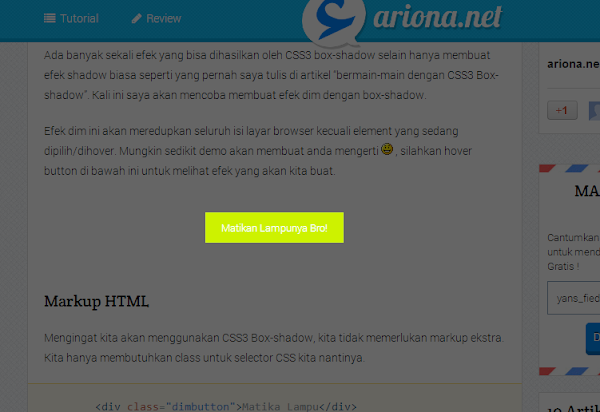 Tutorial Review ariona.net
Ada banyak sekali efek yang bisa dihasilkan oleh CSS3 box-shadow selain hanya membuat
efek shadow biasa seperti yang pernah saya tulis di artikel “bermain-main dengan CSS3 Box-
shadow”. Kali ini saya akan mencoba membuat efek dim dengan box-shadow.
Efek dim ini akan meredupkan seluruh isi layar browser kecuali element yang sedang
dipilih/dihover. Mungkin sedikit demo akan membuat anda mengerti , silahkan hover
button di bawah ini untuk melihat efek yang akan kita buat.
Matikan Lampunya Bro!
Markup HTML
Mengingat kita akan menggunakan CSS3 Box-shadow, kita tidak memerlukan markup ekstra.
Kita hanya membutuhkan class untuk selector CSS kita nantinya.
<div class="dimbutton">Matika Lampu</div>
ariona.ne
+1
MA
Cantumkan
untuk mend
Gratis !
yans_fied
D
10 Artik